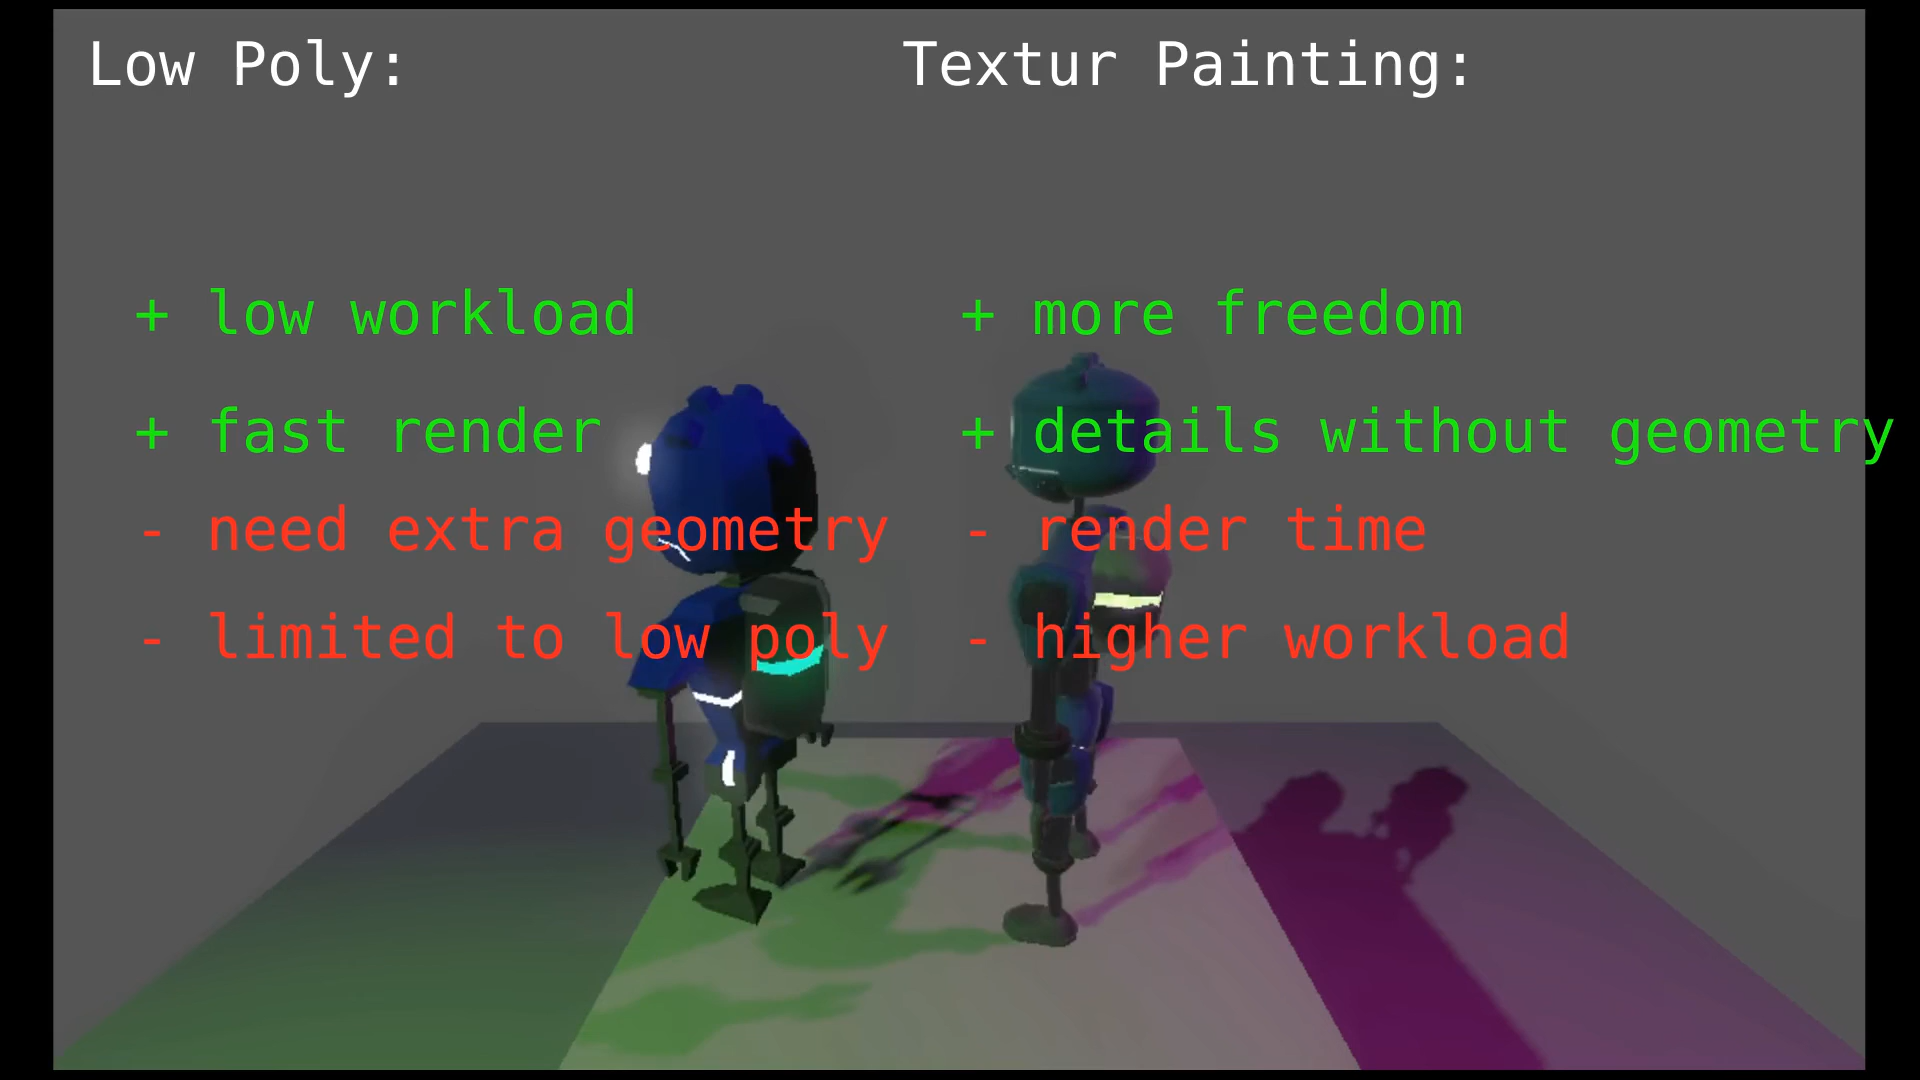 Low Poly:
+ low workload
+ fast render
- need extra geometry
- limited to low poly
Textur Painting:
+ more freedom
+ details without geometry
- render time
- higher workload